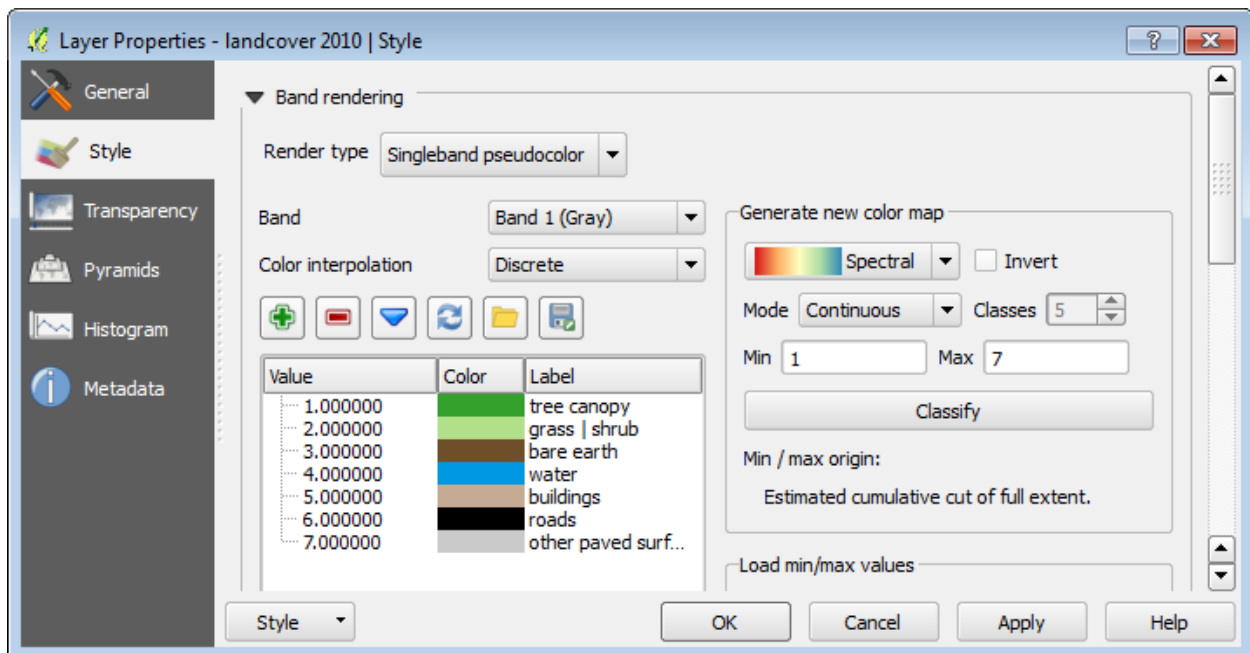 Layer Properties - landcover 2010 | Style
General
Style
Transparency
Pyramids
Histogram
Metadata
Band rendering
Render type Singleband pseudocolor
Band Band 1 (Gray)
Color interpolation Discrete
Value Color Label
1.000000 tree canopy
2.000000 grass | shrub
3.000000 bare earth
4.000000 water
5.000000 buildings
6.000000 roads
7.000000 other paved surf...
Generate new color map
Spectral Invert
Mode Continuous Classes 5
Min 1 Max 7
Classify
Min / max origin:
Estimated cumulative cut of full extent.
Load min/max values
Style OK Cancel Apply Help